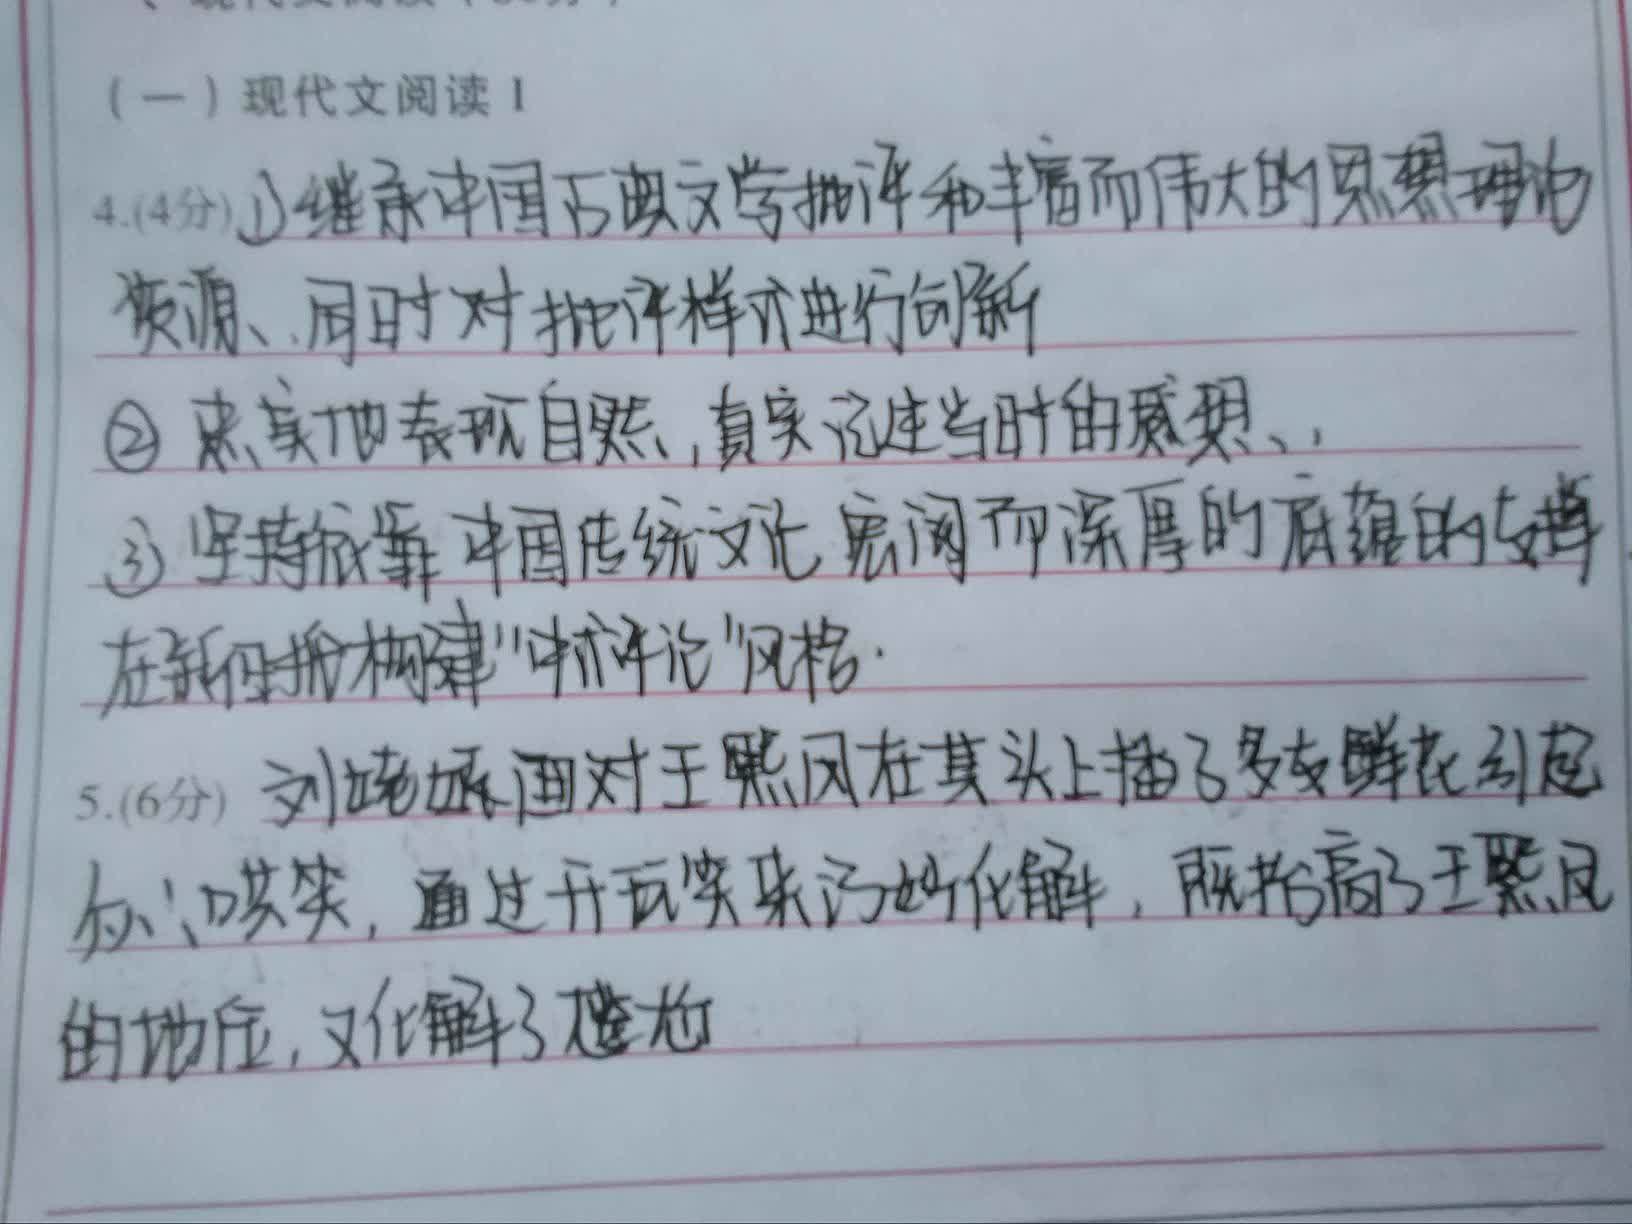 (一)现代文阅读 I
4.(4分)①继承中国古典文学批评和丰富而伟大的思想理论
资源、同时对批评样式进行创新
②忠实地表现自然,真实记述当时的感想、,
③坚持依靠中国传统文化宏阔而深厚的底蕴的支撑
在新保护构建"中术评论"风格.
5.(6分)刘姥姥面对王熙凤在其头上插了多支鲜花引起
众人哄笑,通过开玩笑来巧妙化解,既抬高了王熙凤
的地位,又化解了尴尬